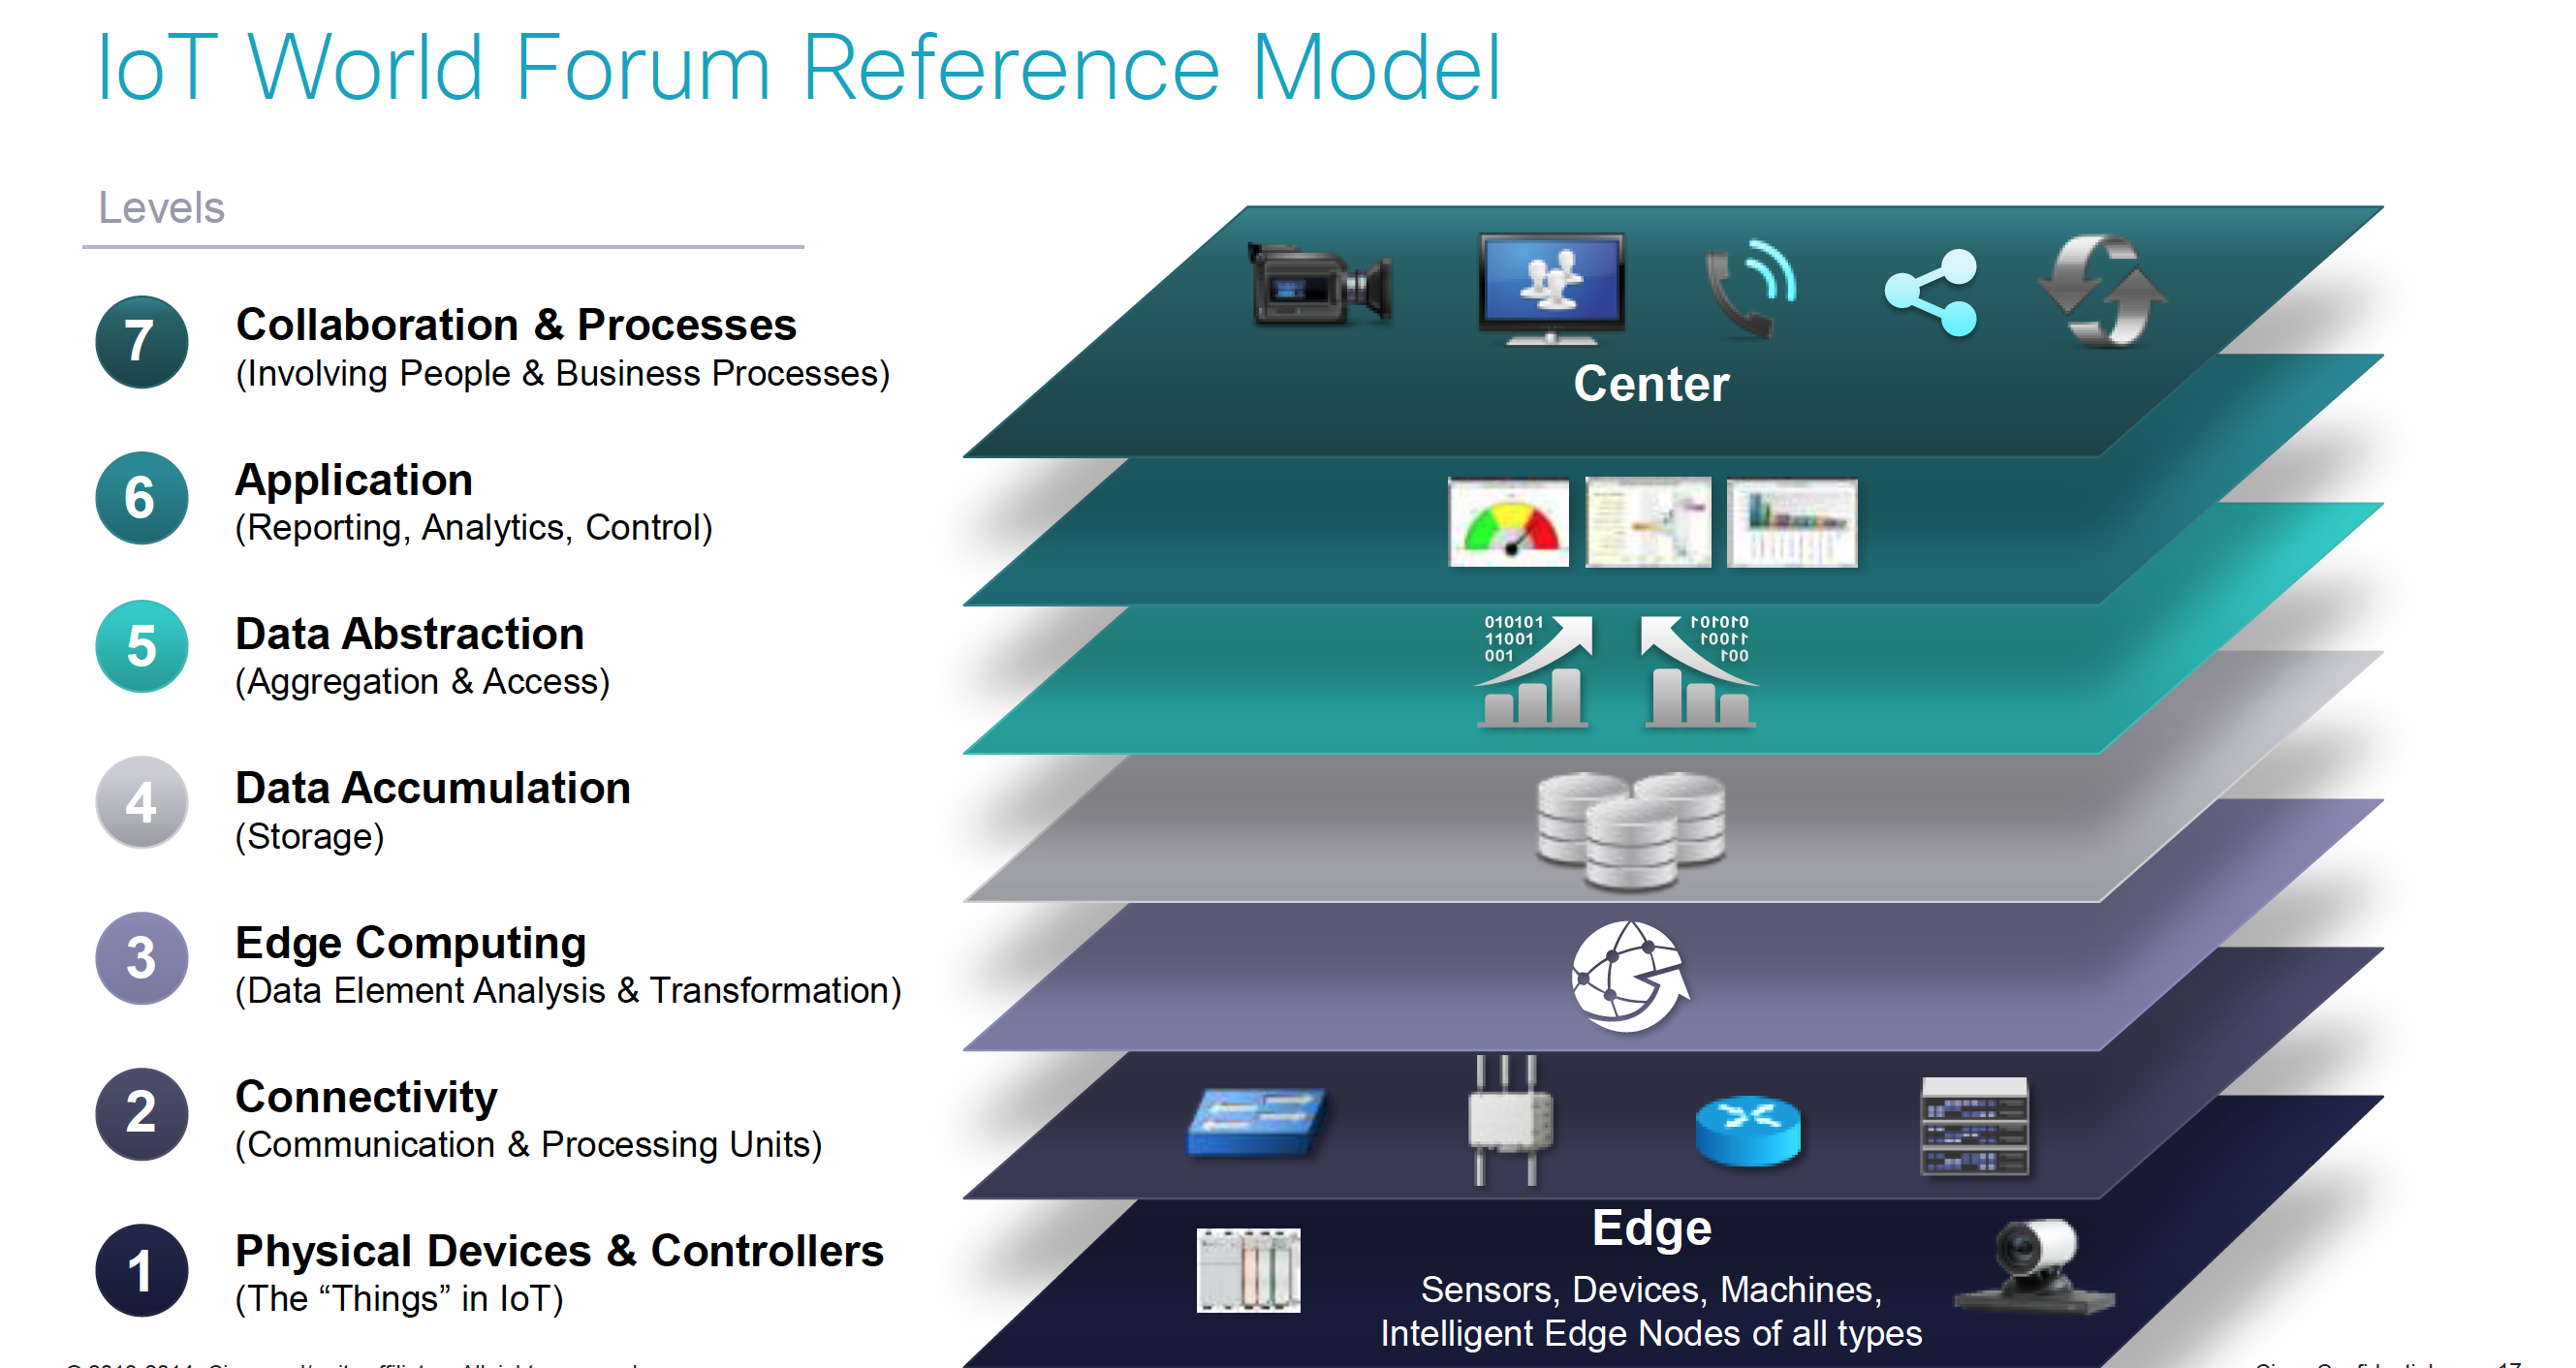 IoT World Forum Reference Model
Levels
7
Collaboration & Processes
(Involving People & Business Processes)
6
Application
(Reporting, Analytics, Control)
5
Data Abstraction
(Aggregation & Access)
4
Data Accumulation
(Storage)
3
Edge Computing
(Data Element Analysis & Transformation)
2
Connectivity
(Communication & Processing Units)
1
Physical Devices & Controllers
(The “Things” in IoT)
Center
010101
11001
001
010101
11001
001
Edge
Sensors, Devices, Machines,
Intelligent Edge Nodes of all types